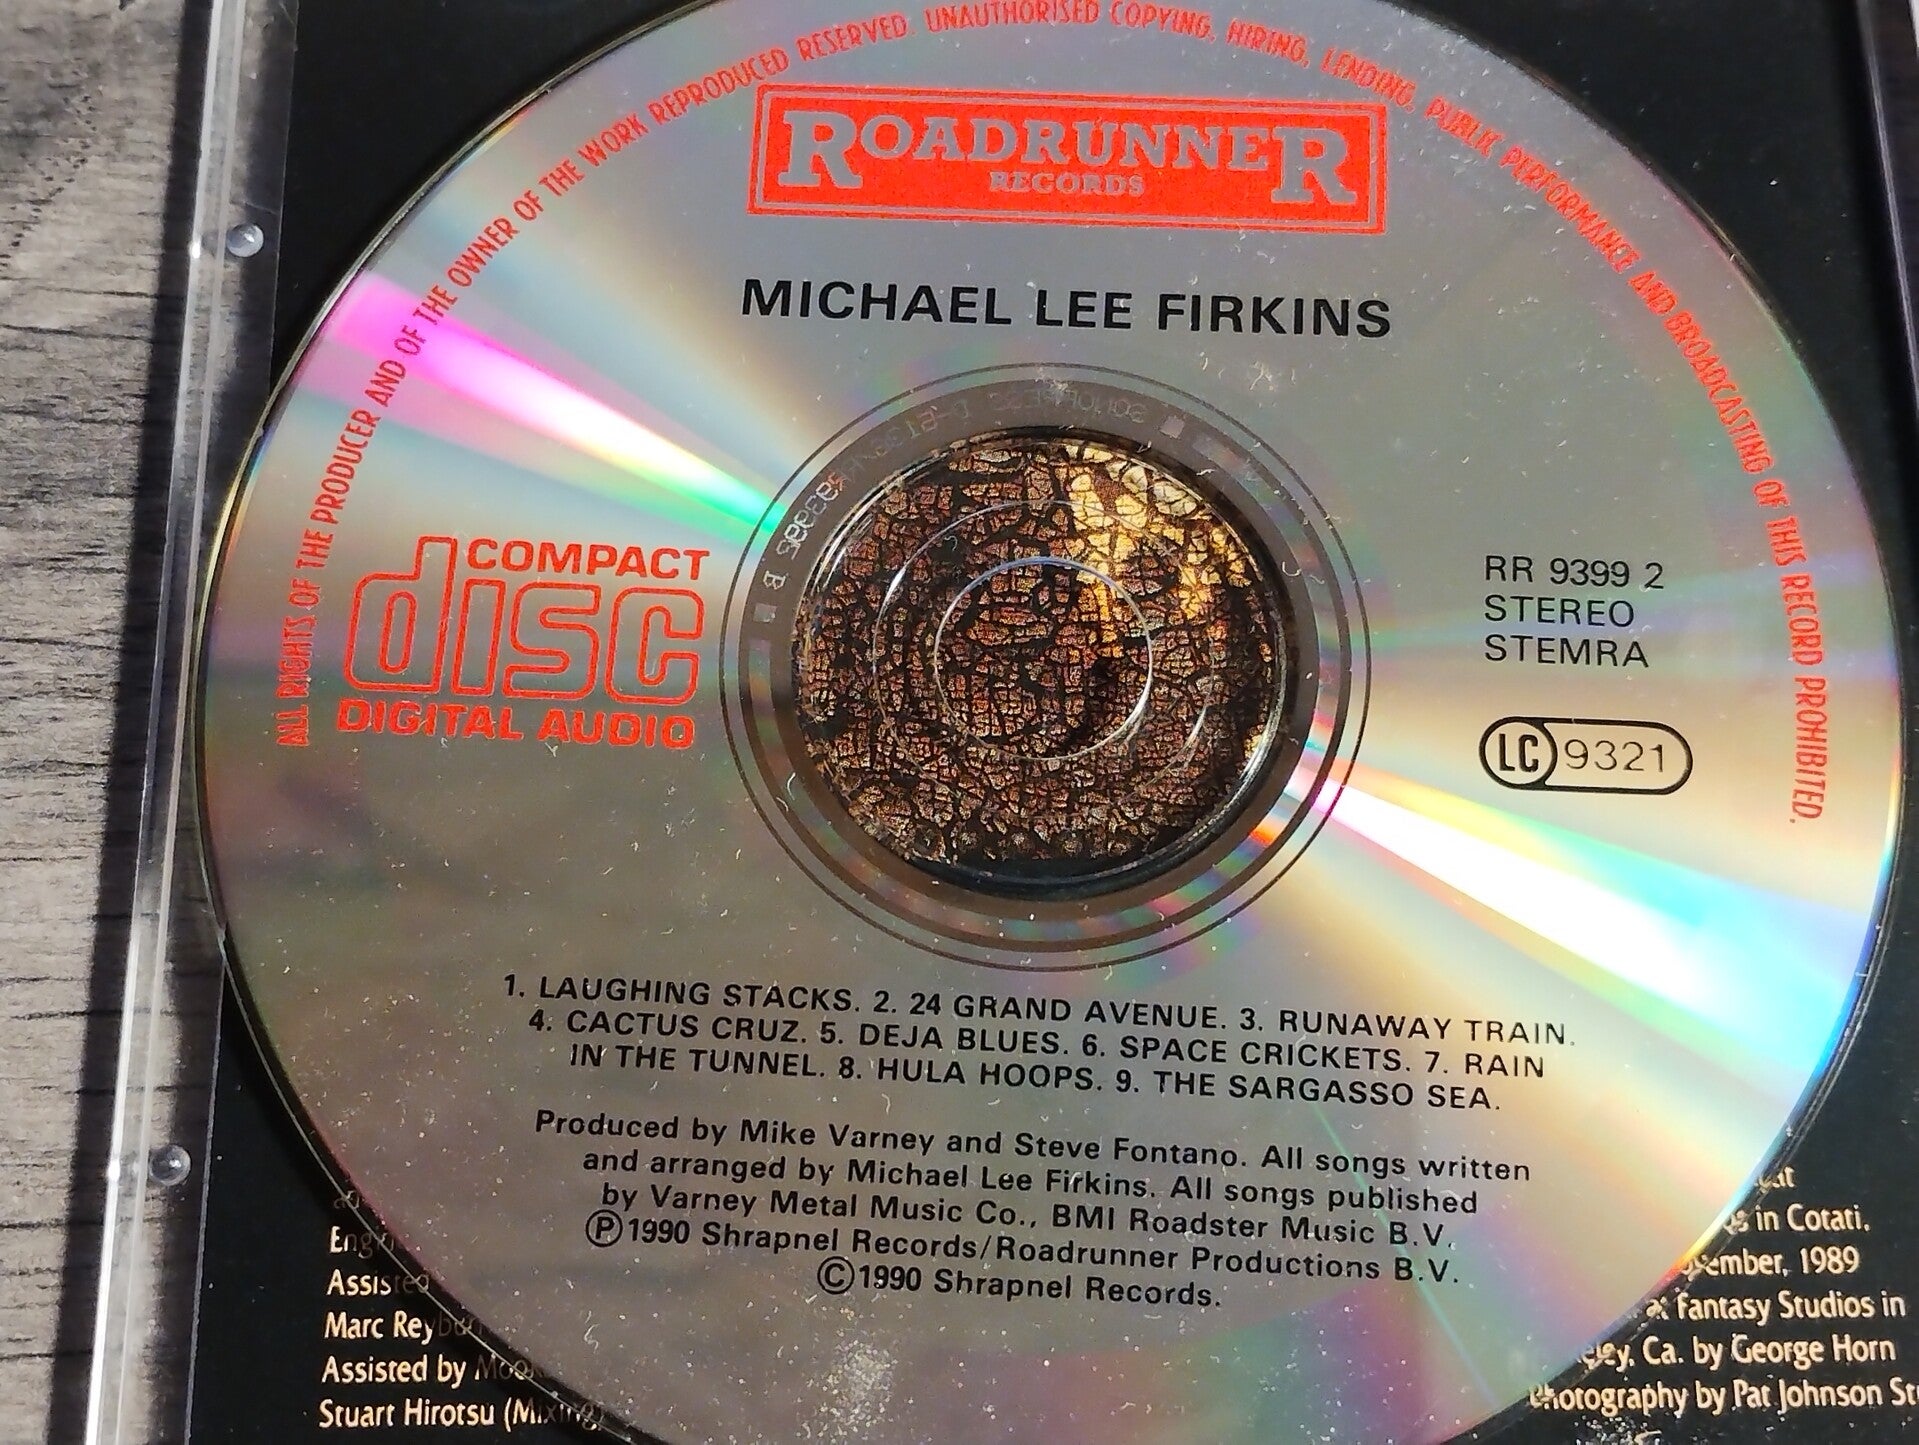 ALL RIGHTS OF THE PRODUCER AND OF THE OWNER OF THE WORK REPRODUCED RESERVED. UNAUTHORISED COPYING, HIRING, LENDING, PUBLIC PERFORMANCE AND BROADCASTING OF THIS RECORD PROHIBITED.
ROADRUNNER
RECORDS
MICHAEL LEE FIRKINS
COMPACT
disc
DIGITAL AUDIO
RR 9399 2
STEREO
STEMRA
LC 9321
1. LAUGHING STACKS. 2. 24 GRAND AVENUE. 3. RUNAWAY TRAIN.
4. CACTUS CRUZ. 5. DEJA BLUES. 6. SPACE CRICKETS. 7. RAIN
IN THE TUNNEL. 8. HULA HOOPS. 9. THE SARGASSO SEA.
Produced by Mike Varney and Steve Fontano. All songs written
and arranged by Michael Lee Firkins. All songs published
by Varney Metal Music Co., BMI Roadster Music B.V.
Ⓟ1990 Shrapnel Records/Roadrunner Productions B.V.
©1990 Shrapnel Records.
Assisted
Marc Rey
Assisted by
Stuart Hirotsu (Mixing)
in Cotati,
1989
Fantasy Studios in
Ca. by George Horn
Photography by Pat Johnson